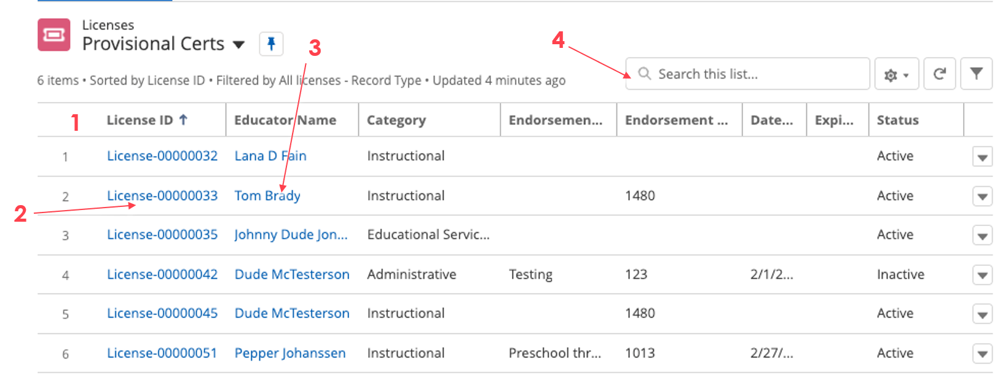 Licenses
Provisional Certs
3
4
Search this list...
6 items • Sorted by License ID • Filtered by All licenses - Record Type • Updated 4 minutes ago
1
License ID ↑ Educator Name Category Endorsemen... Endorsement ... Date... Expi... Status
1 License-00000032 Lana D Fain Instructional Active
2 License-00000033 Tom Brady Instructional 1480 Active
2
3 License-00000035 Johnny Dude Jon... Educational Servic... Active
4 License-00000042 Dude McTesterson Administrative Testing 123 2/1/2... Inactive
5 License-00000045 Dude McTesterson Instructional 1480 Active
6 License-00000051 Pepper Johanssen Instructional Preschool thr... 1013 2/27/... Active